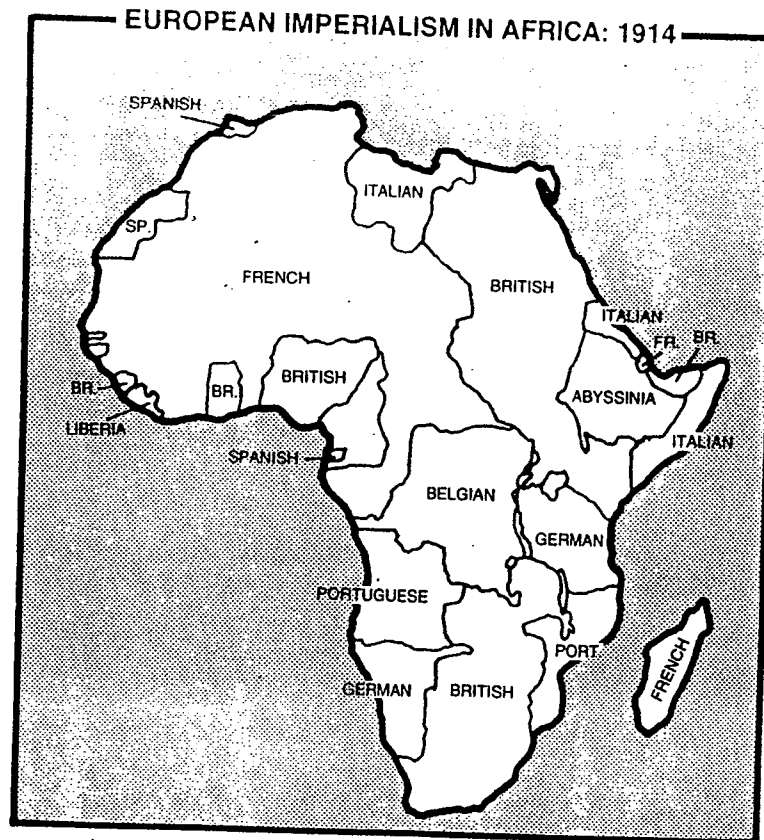 EUROPEAN IMPERIALISM IN AFRICA: 1914
SPANISH
ITALIAN
SP.
FRENCH
BRITISH
ITALIAN
FR.
BR.
BRITISH
BR.
BR.
ABYSSINIA
LIBERIA
ITALIAN
SPANISH
BELGIAN
GERMAN
PORTUGUESE
PORT.
FRENCH
GERMAN
BRITISH